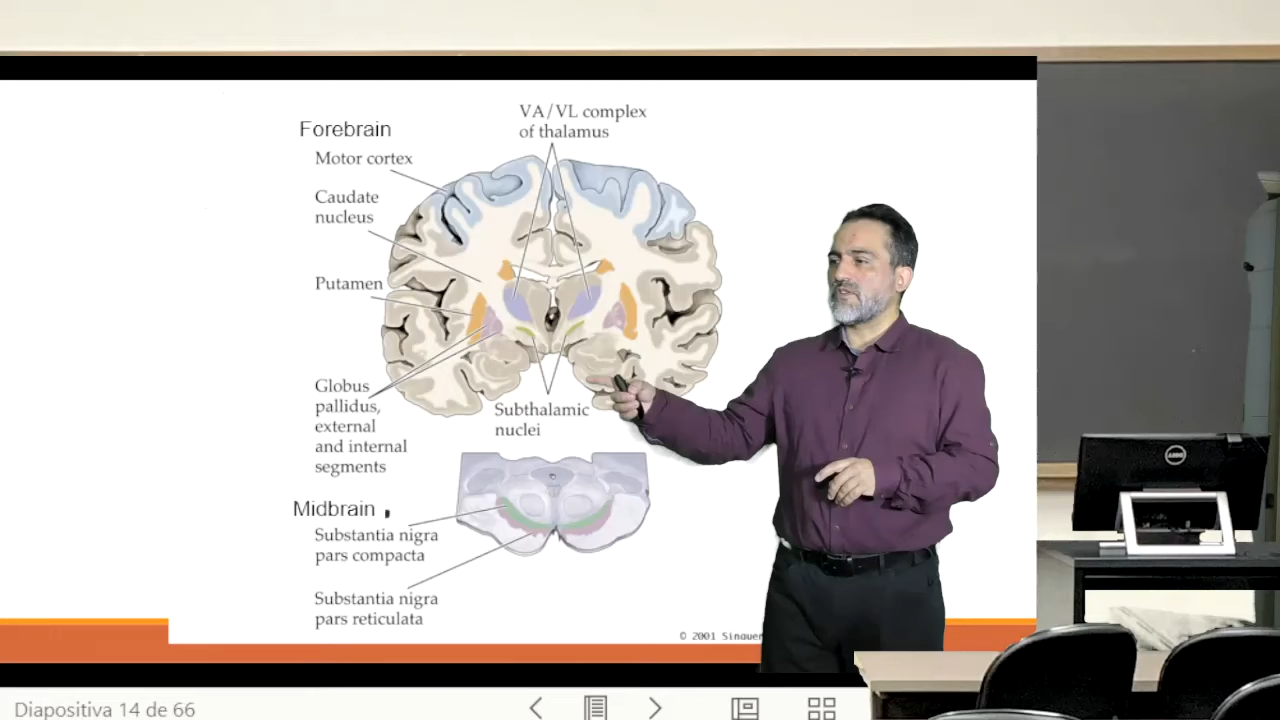 VA/VL complex
of thalamus
Forebrain
Motor cortex
Caudate
nucleus
Putamen
Globus
pallidus,
external
and internal
segments
Subthalamic
nuclei
Midbrain
Substantia nigra
pars compacta
Substantia nigra
pars reticulata
© 2001 Sinauer
Diapositiva 14 de 66
DELL